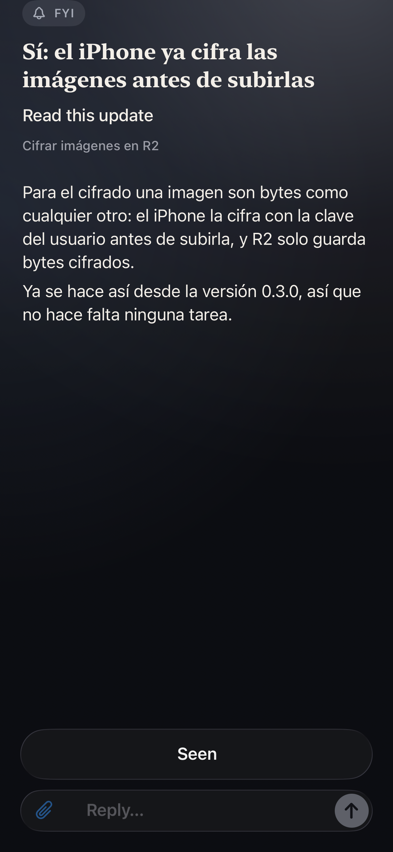 FYI
Sí: el iPhone ya cifra las
imágenes antes de subirlas
Read this update
Cifrar imágenes en R2
Para el cifrado una imagen son bytes como
cualquier otro: el iPhone la cifra con la clave
del usuario antes de subirla, y R2 solo guarda
bytes cifrados.
Ya se hace así desde la versión 0.3.0, así que
no hace falta ninguna tarea.
Seen
Reply...